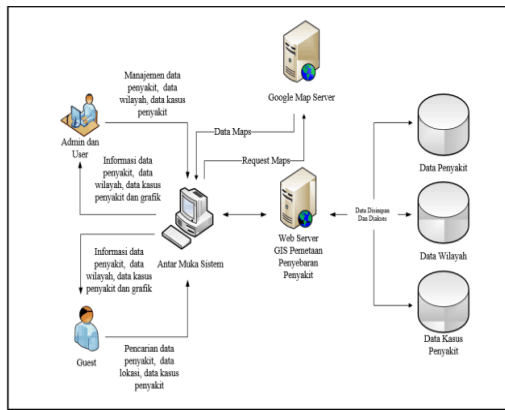 Manajemen data
penyakit, data
wilayah, data kasus
penyakit
Admin dan
User
Informasi data
penyakit, data
wilayah, data kasus
penyakit dan grafik
Informasi data
penyakit, data
wilayah, data kasus
penyakit dan grafik
Guest
Pencarian data
penyakit, data
lokasi, data kasus
penyakit
Antar Muka Sistem
Google Map Server
Data Maps
Request Maps
Web Server
GIS Pemetaan
Penyebaran
Penyakit
Data Disimpan
Dan Diakses
Data Penyakit
Data Wilayah
Data Kasus
Penyakit